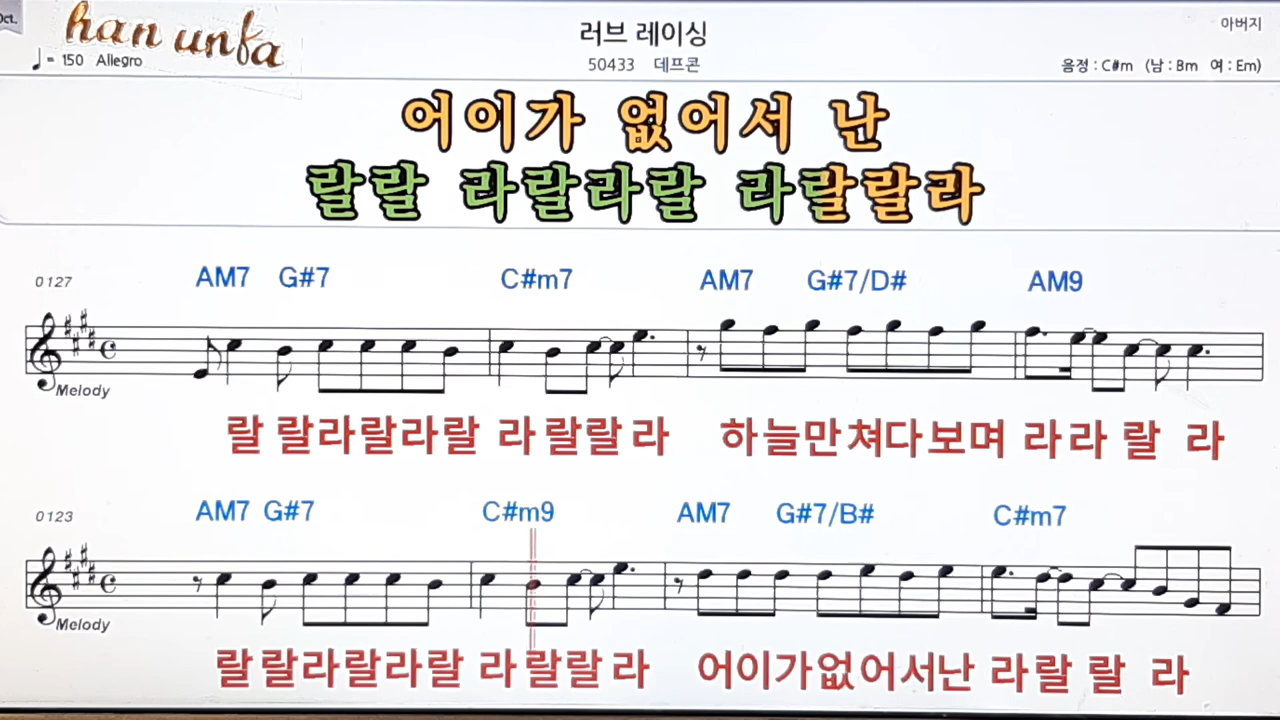 Oct.
han unfa
♩= 150 Allegro
러브 레이싱
50433 데프콘
아버지
음정 : C#m (남 : Bm 여 : Em)
어이가 없어서 난
랄랄 라랄라랄 라랄랄라
0127
AM7 G#7 C#m7 AM7 G#7/D# AM9
Melody
랄 랄라랄라랄 라 랄랄 라 하늘만쳐다보며 라라 랄 라
0123
AM7 G#7 C#m9 AM7 G#7/B# C#m7
Melody
랄 랄라랄라랄 라 랄랄 라 어이가없어서난 라랄 랄 라